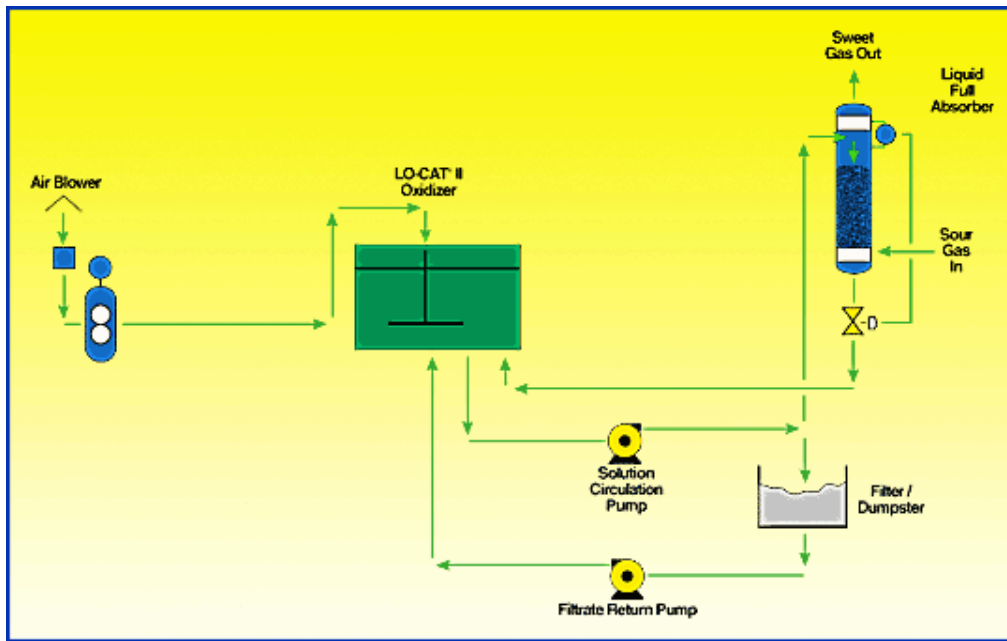 Sweet
Gas Out
Liquid
Full
Absorber
Air Blower
LO-CAT' II
Oxidizer
Sour
Gas
In
D
Solution
Circulation
Pump
Filter /
Dumpster
Filtrate Return Pump